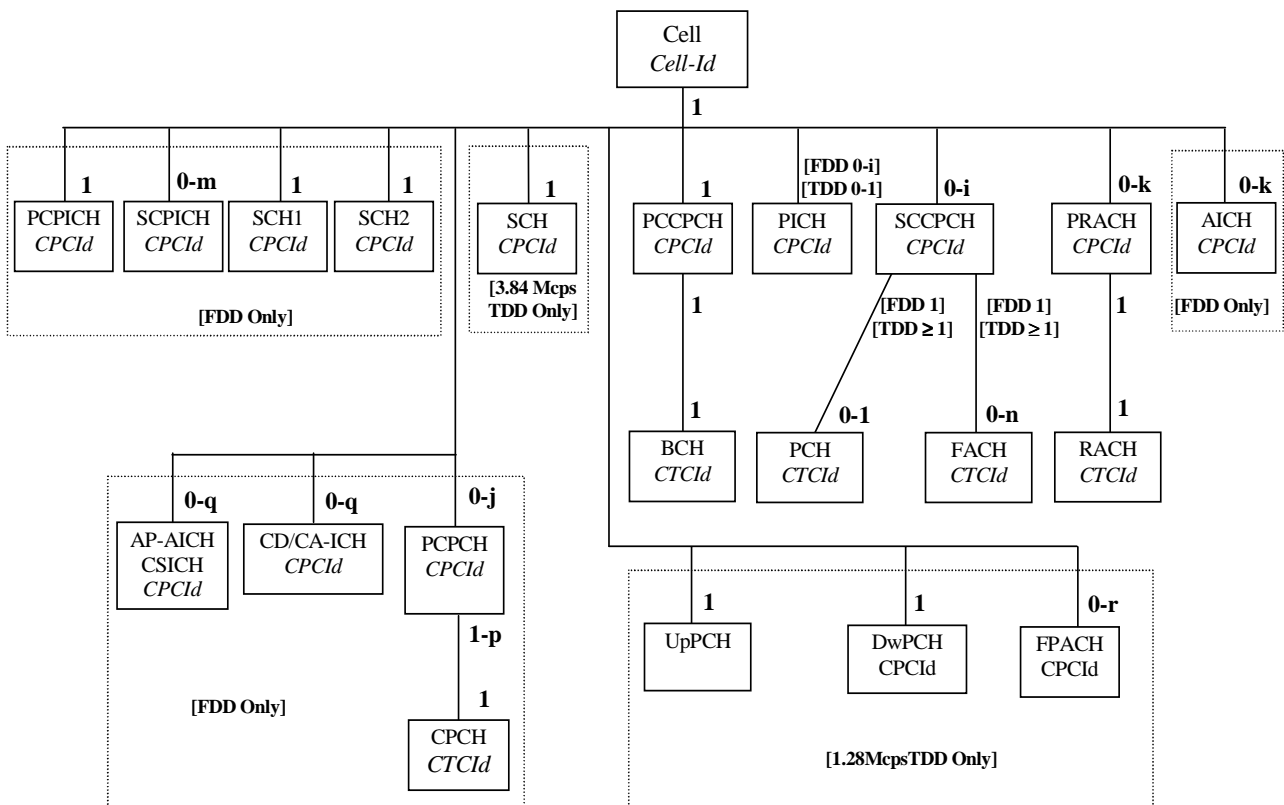 Cell
Cell-Id
1
1
0-m
1
1
1
1
[FDD 0-i]
[TDD 0-1]
0-i
0-k
0-k
PCPICH
CPCId
SCPICH
CPCId
SCH1
CPCId
SCH2
CPCId
SCH
CPCId
PCCPCH
CPCId
PICH
CPCId
SCCPCH
CPCId
PRACH
CPCId
AICH
CPCId
[FDD Only]
[3.84 Mcps
TDD Only]
1
[FDD 1]
[TDD ≥ 1]
[FDD 1]
[TDD ≥ 1]
1
[FDD Only]
1
0-1
0-n
1
BCH
CTCId
PCH
CTCId
FACH
CTCId
RACH
CTCId
0-q
0-q
0-j
AP-AICH
CSICH
CPCId
CD/CA-ICH
CPCId
PCPCH
CPCId
1-p
1
CPCH
CTCId
[FDD Only]
1
1
0-r
UpPCH
DwPCH
CPCId
FPACH
CPCId
[1.28McpsTDD Only]